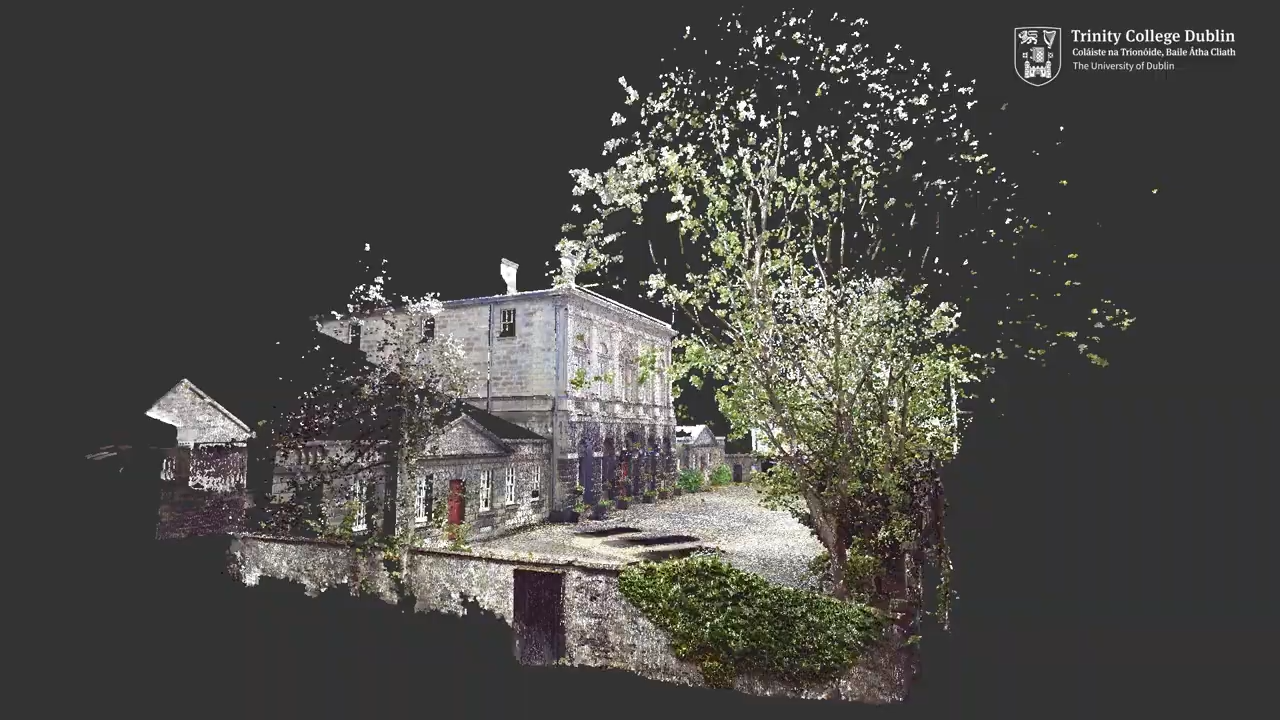 Trinity College Dublin
Coláiste na Tríonóide, Baile Átha Cliath
The University of Dublin